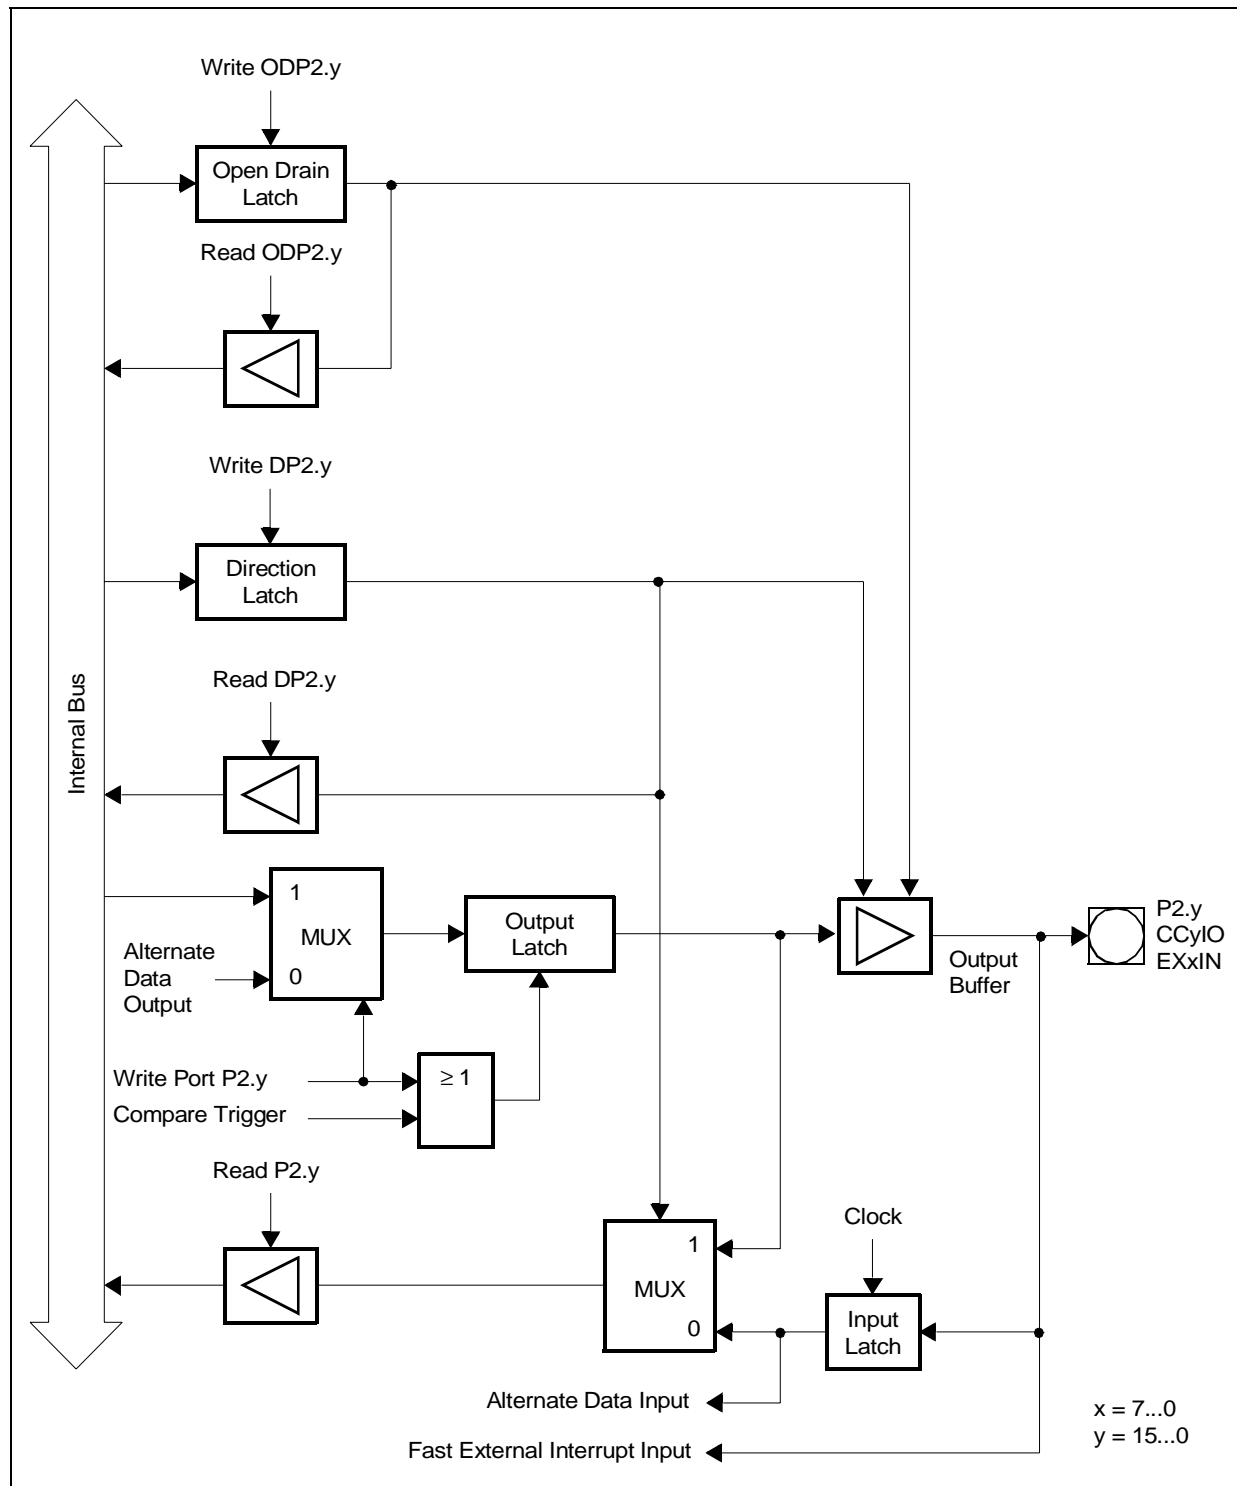 Write ODP2.y
Open Drain
Latch
Read ODP2.y
Write DP2.y
Direction
Latch
Internal Bus
Read DP2.y
1
MUX
0
Alternate
Data
Output
Output
Latch
Output
Buffer
P2.y
CCyIO
EXxIN
Write Port P2.y
≥ 1
Compare Trigger
Read P2.y
1
MUX
0
Clock
Input
Latch
Alternate Data Input
Fast External Interrupt Input
x = 7...0
y = 15...0